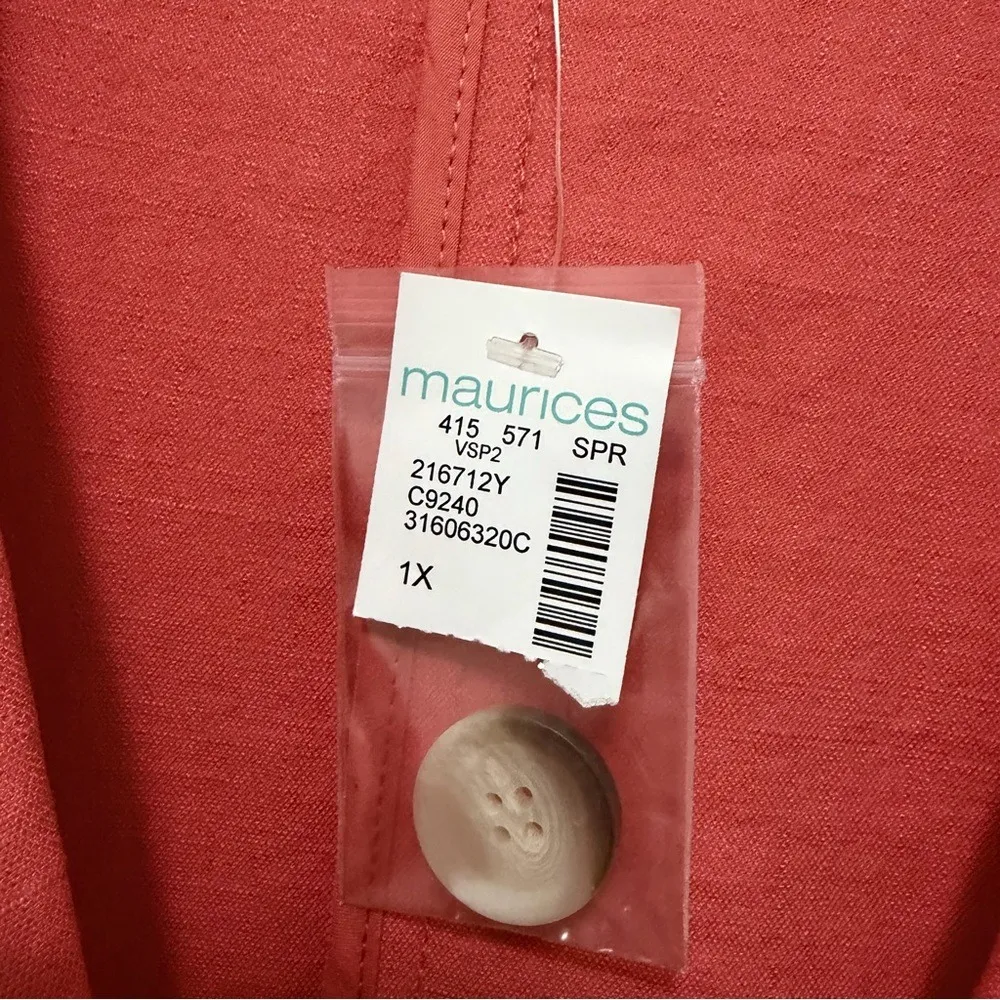 maurices
415 571 SPR
VSP2
216712Y
C9240
31606320C
1X